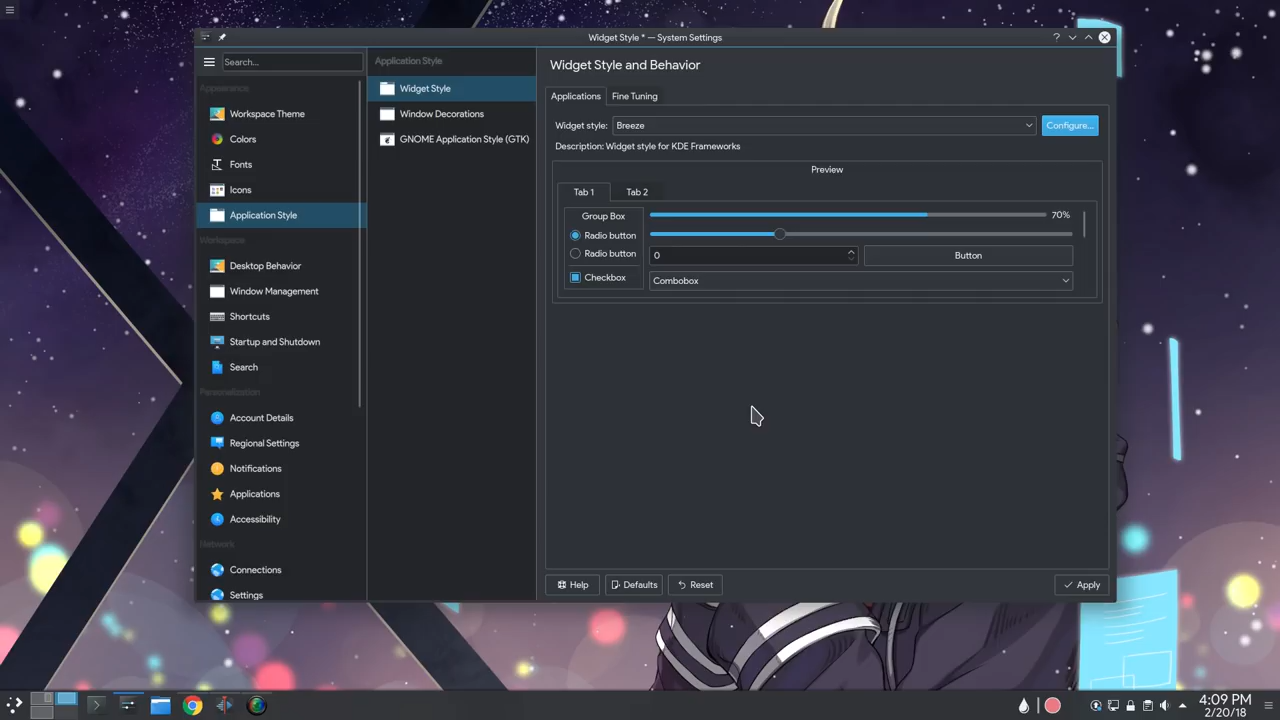 Widget Style * — System Settings
Search...
Appearance
Workspace Theme
Colors
Fonts
Icons
Application Style
Workspace
Desktop Behavior
Window Management
Shortcuts
Startup and Shutdown
Search
Personalization
Account Details
Regional Settings
Notifications
Applications
Accessibility
Network
Connections
Settings
Application Style
Widget Style
Window Decorations
GNOME Application Style (GTK)
Widget Style and Behavior
Applications Fine Tuning
Widget style: Breeze Configure...
Description: Widget style for KDE Frameworks
Preview
Tab 1 Tab 2
Group Box 70%
Radio button
Radio button 0 Button
Checkbox Combobox
Help Defaults Reset Apply
4:09 PM
2/20/18